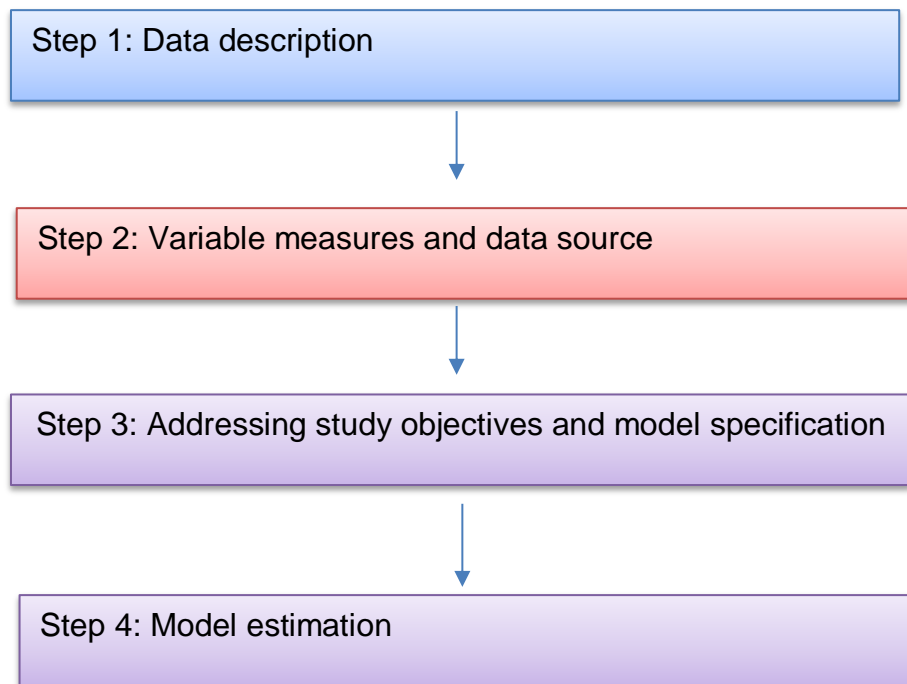 Step 1: Data description
Step 2: Variable measures and data source
Step 3: Addressing study objectives and model specification
Step 4: Model estimation